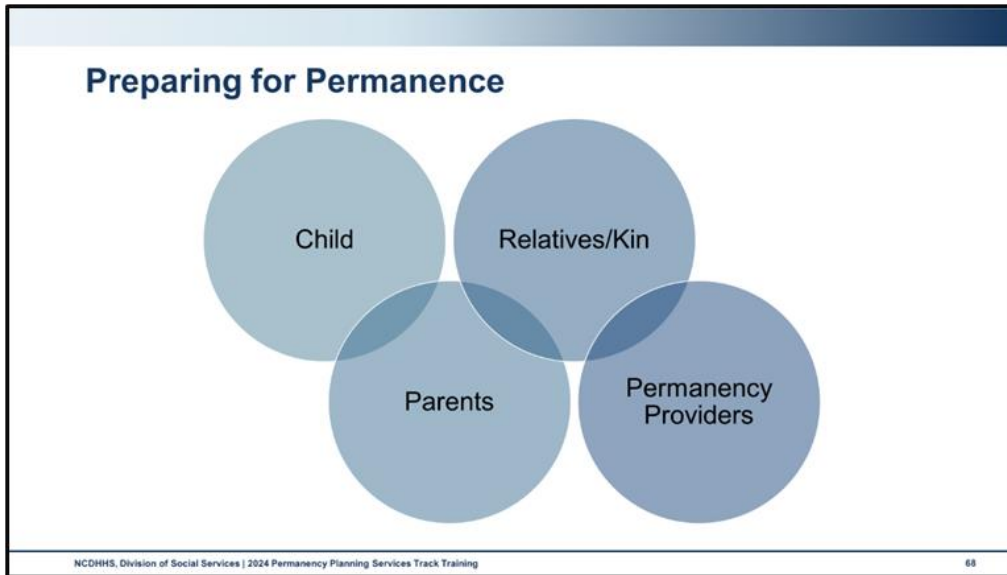 Preparing for Permanence
Child
Relatives/Kin
Parents
Permanency
Providers
NCDHHS, Division of Social Services | 2024 Permanency Planning Services Track Training
68